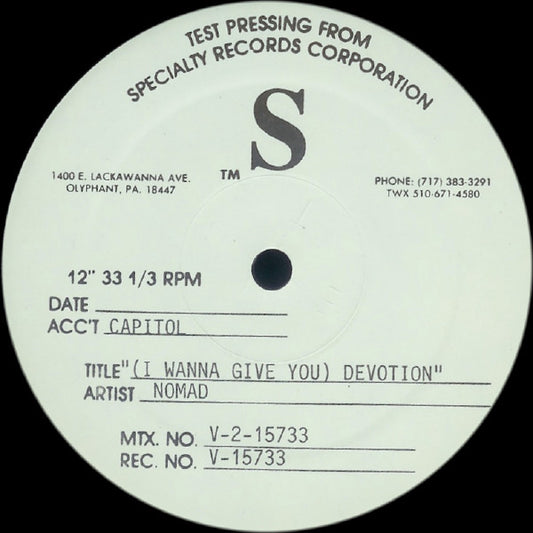 TEST PRESSING FROM
SPECIALTY RECORDS CORPORATION
S
TM
1400 E. LACKAWANNA AVE.
OLYPHANT, PA. 18447
PHONE: (717) 383-3291
TWX 510-671-4580
12" 33 1/3 RPM
DATE
ACC'T CAPITOL
TITLE "(I WANNA GIVE YOU) DEVOTION"
ARTIST NOMAD
MTX. NO. V-2-15733
REC. NO. V-15733